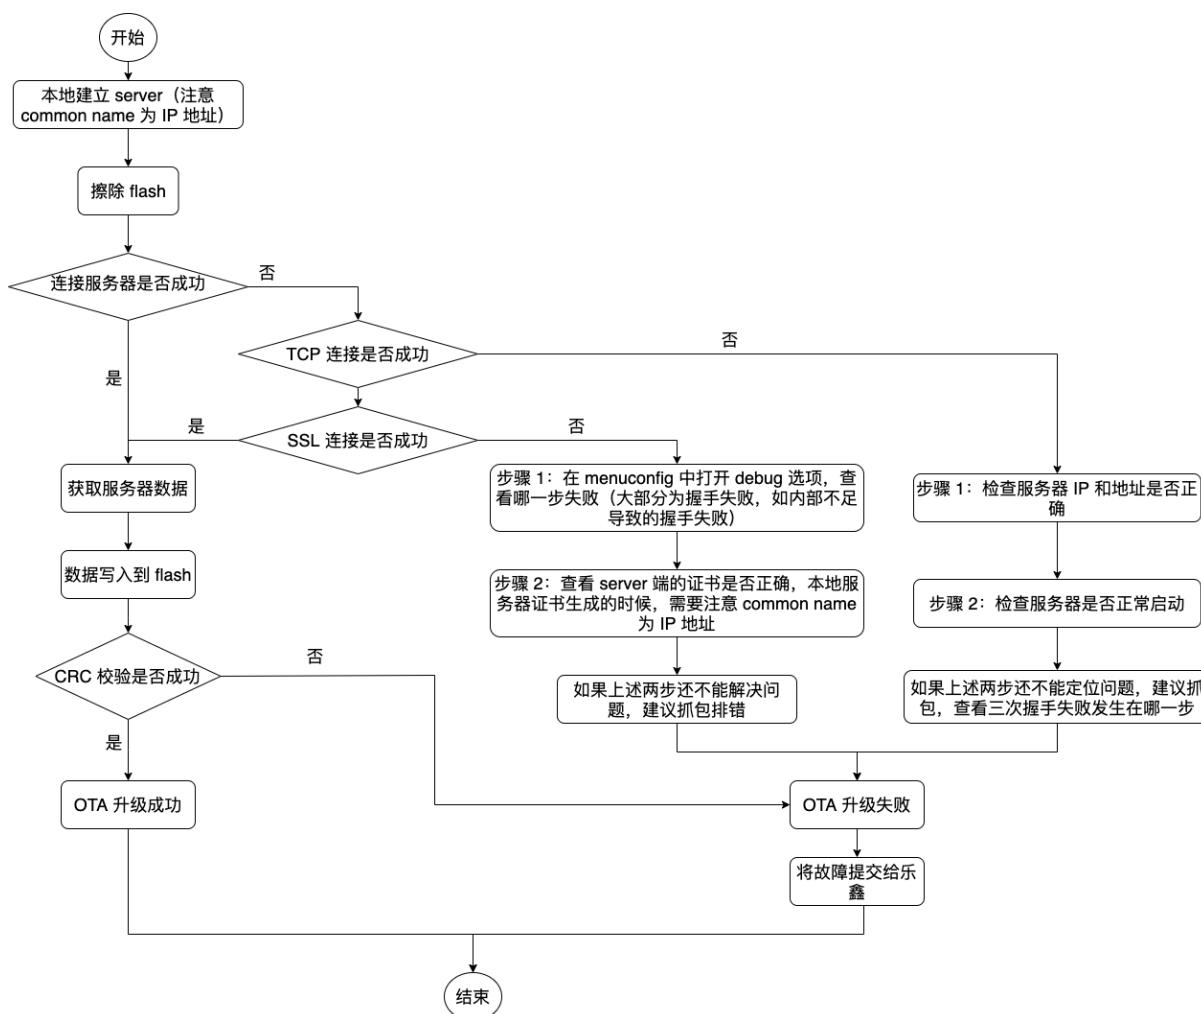 开始
本地建立 server（注意
common name 为 IP 地址）
擦除 flash
连接服务器是否成功
否
TCP 连接是否成功
否
是
SSL 连接是否成功
是
否
获取服务器数据
步骤 1：在 menuconfig 中打开 debug 选项，查
看哪一步失败（大部分为握手失败，如内部不足
导致的握手失败）
步骤 1：检查服务器 IP 和地址是否正
确
数据写入到 flash
步骤 2：查看 server 端的证书是否正确，本地服
务器证书生成的时候，需要注意 common name
为 IP 地址
步骤 2：检查服务器是否正常启动
CRC 校验是否成功
否
如果上述两步还不能解决问
题，建议抓包排错
如果上述两步还不能定位问题，建议抓
包，查看三次握手失败发生在哪一步
是
OTA 升级成功
OTA 升级失败
将故障提交给乐
鑫
结束